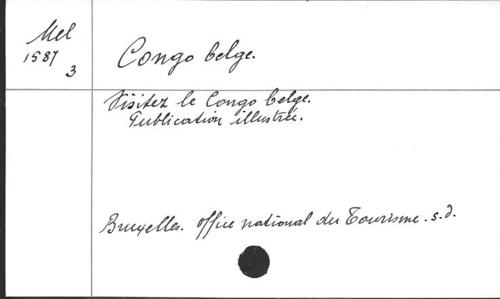 Mel
1587
3
Congo belge.
Visitez le Congo belge.
Publication illustrée.
Bruxelles. Office national du Tourisme. s.d.